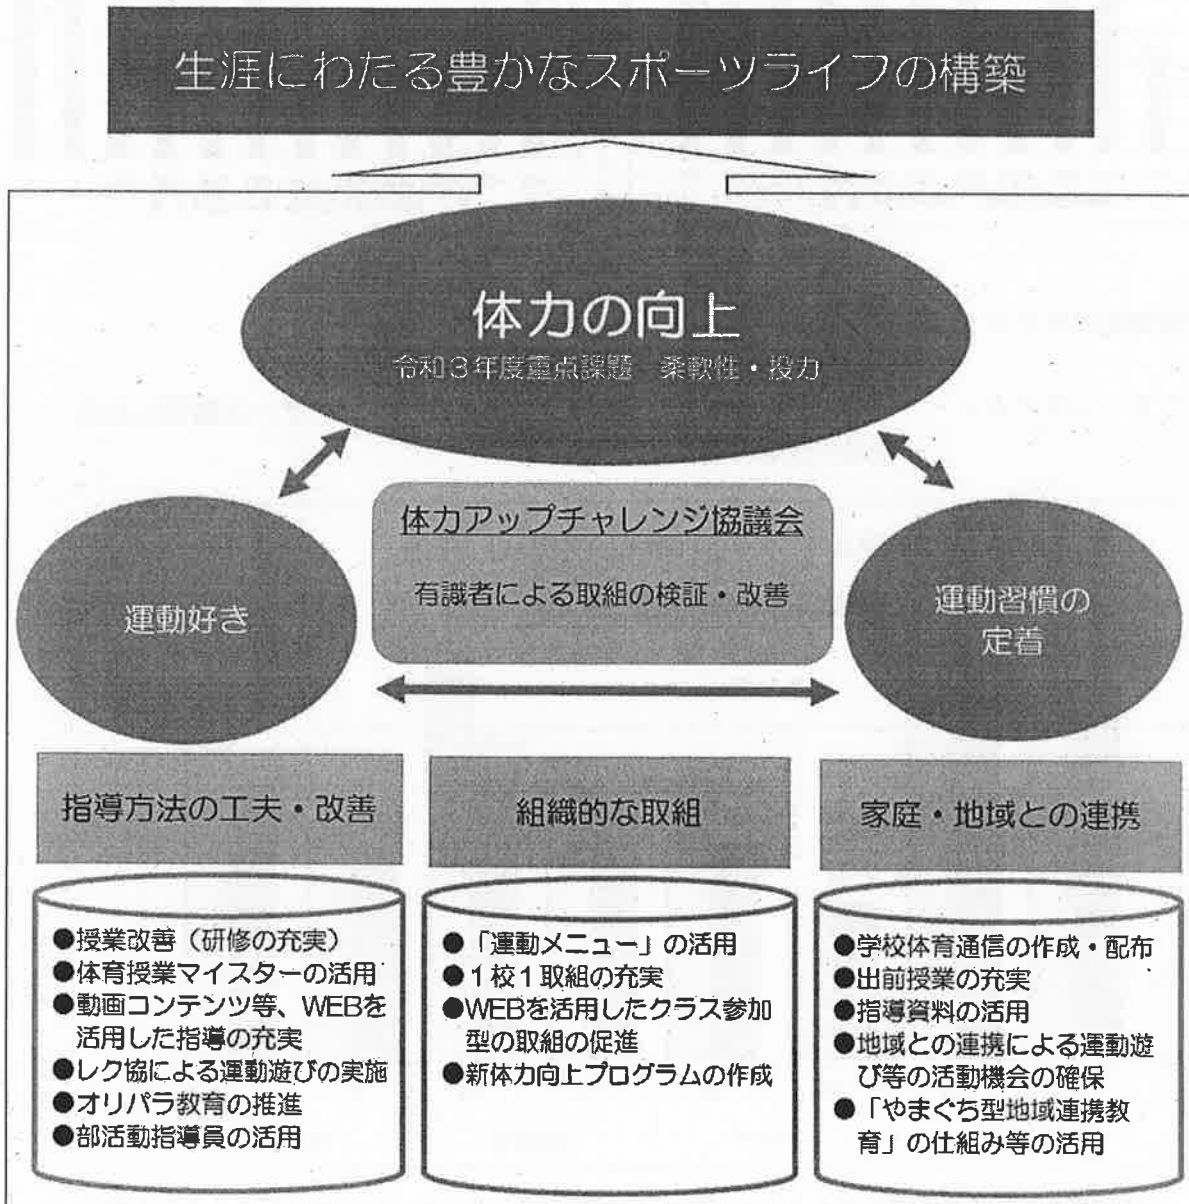 生涯にわたる豊かなスポーツライフの構築
体力の向上
令和3年度重点課題　柔軟性・投力
体力アップチャレンジ協議会
有識者による取組の検証・改善
運動好き
運動習慣の
定着
指導方法の工夫・改善
●授業改善（研修の充実）
●体育授業マイスターの活用
●動画コンテンツ等、WEBを
活用した指導の充実
●レク協による運動遊びの実施
●オリパラ教育の推進
●部活動指導員の活用
組織的な取組
●「運動メニュー」の活用
●1校1取組の充実
●WEBを活用したクラス参加
型の取組の促進
●新体力向上プログラムの作成
家庭・地域との連携
●学校体育通信の作成・配布
●出前授業の充実
●指導資料の活用
●地域との連携による運動遊
び等の活動機会の確保
●「やまぐち型地域連携教
育」の仕組み等の活用